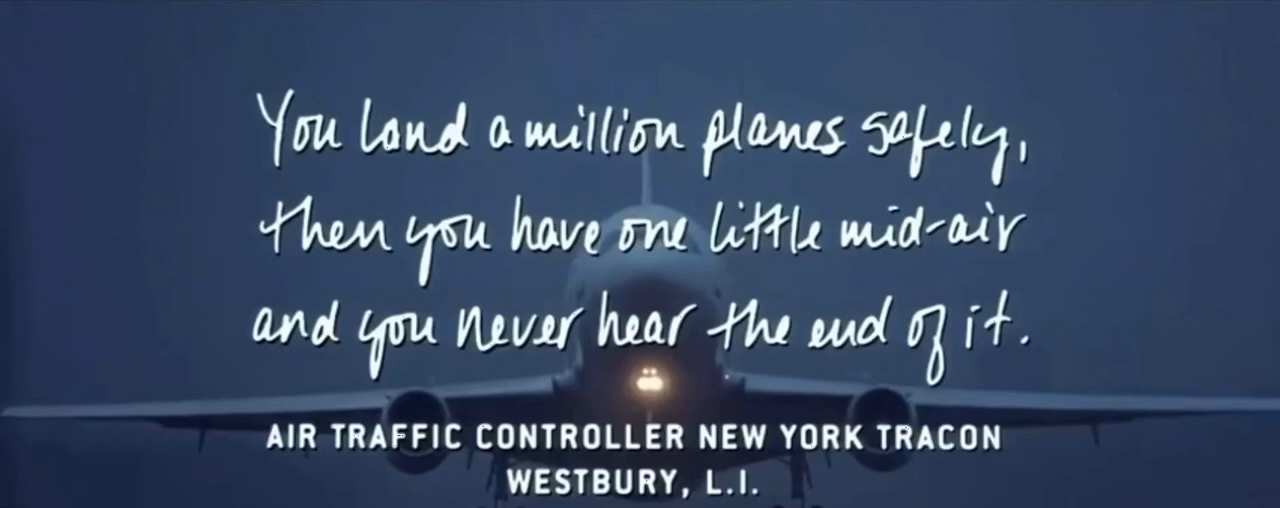 You land a million planes safely,
then you have one little mid-air
and you never hear the end of it.
AIR TRAFFIC CONTROLLER NEW YORK TRACON
WESTBURY, L.I.